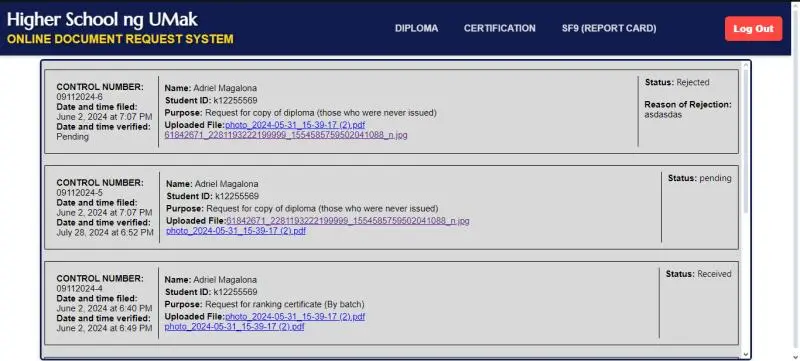 Higher School ng UMak
ONLINE DOCUMENT REQUEST SYSTEM
DIPLOMA
CERTIFICATION
SF9 (REPORT CARD)
Log Out
CONTROL NUMBER:
09112024-6
Date and time filed:
June 2, 2024 at 7:07 PM
Date and time verified:
Pending
Name: Adriel Magalona
Student ID: k12255569
Purpose: Request for copy of diploma (those who were never issued)
Uploaded File:photo_2024-05-31_15-39-17 (2).pdf
61842671_2281193222199999_1554585759502041088_n.jpg
Status: Rejected
Reason of Rejection:
asdasdas
CONTROL NUMBER:
09112024-5
Date and time filed:
June 2, 2024 at 7:07 PM
Date and time verified:
July 28, 2024 at 6:52 PM
Name: Adriel Magalona
Student ID: k12255569
Purpose: Request for copy of diploma (those who were never issued)
Uploaded File:61842671_2281193222199999_1554585759502041088_n.jpg
photo_2024-05-31_15-39-17 (2).pdf
Status: pending
CONTROL NUMBER:
09112024-4
Date and time filed:
June 2, 2024 at 6:40 PM
Date and time verified:
June 2, 2024 at 6:49 PM
Name: Adriel Magalona
Student ID: k12255569
Purpose: Request for ranking certificate (By batch)
Uploaded File:photo_2024-05-31_15-39-17 (2).pdf
photo_2024-05-31_15-39-17 (2).pdf
Status: Received